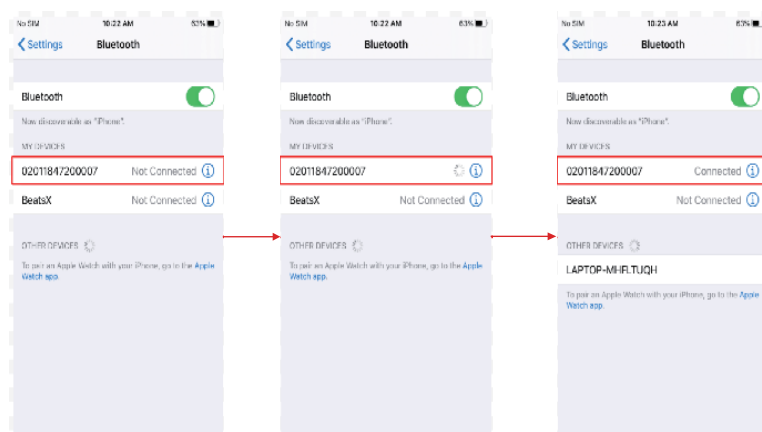 No SIM 10:22 AM 63%
Settings Bluetooth
Bluetooth
Now discoverable as "iPhone".
MY DEVICES
02011847200007 Not Connected
BeatsX Not Connected
OTHER DEVICES
To pair an Apple Watch with your iPhone, go to the Apple
Watch app.
No SIM 10:22 AM 63%
Settings Bluetooth
Bluetooth
Now discoverable as "iPhone".
MY DEVICES
02011847200007
BeatsX Not Connected
OTHER DEVICES
To pair an Apple Watch with your iPhone, go to the Apple
Watch app.
No SIM 10:23 AM 63%
Settings Bluetooth
Bluetooth
Now discoverable as "iPhone".
MY DEVICES
02011847200007 Connected
BeatsX Not Connected
OTHER DEVICES
LAPTOP-MHFLTUQH
To pair an Apple Watch with your iPhone, go to the Apple
Watch app.